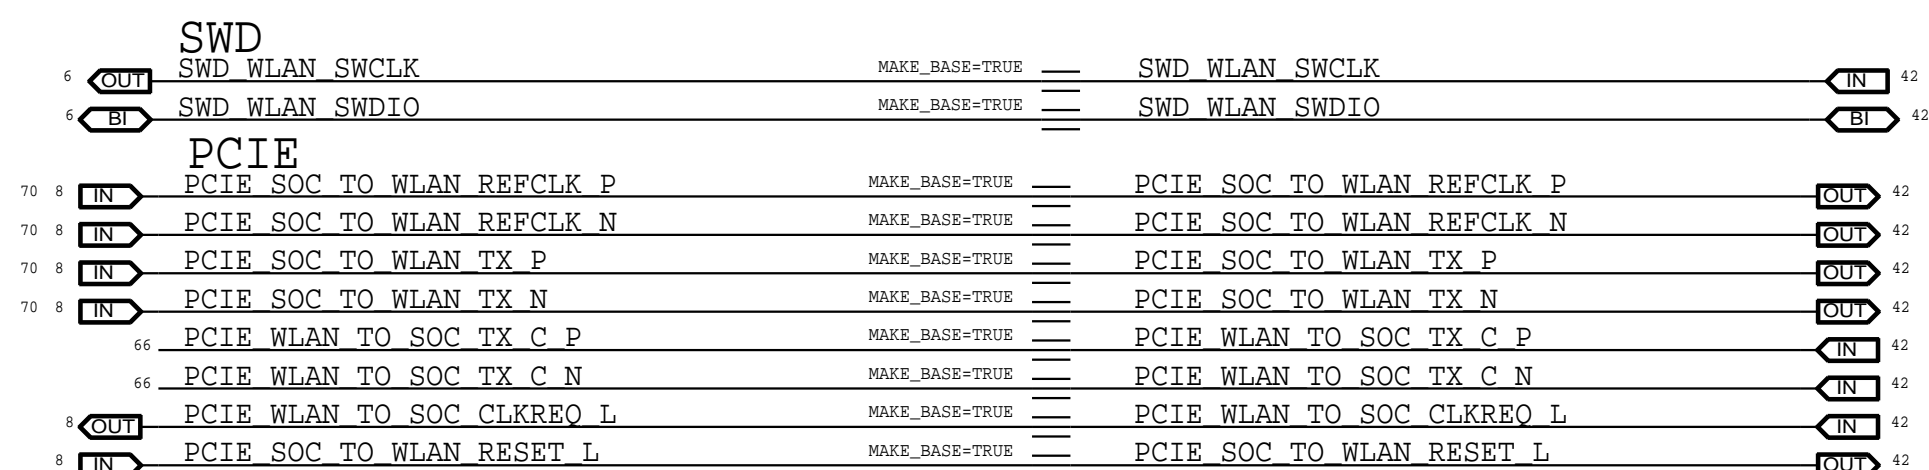 SWD
6 OUT SWD_WLAN_SWCLK MAKE_BASE=TRUE SWD_WLAN_SWCLK IN 42
6 BI SWD_WLAN_SWDIO MAKE_BASE=TRUE SWD_WLAN_SWDIO BI 42
PCIE
70 8 IN PCIE_SOC_TO_WLAN_REFCLK_P MAKE_BASE=TRUE PCIE_SOC_TO_WLAN_REFCLK_P OUT 42
70 8 IN PCIE_SOC_TO_WLAN_REFCLK_N MAKE_BASE=TRUE PCIE_SOC_TO_WLAN_REFCLK_N OUT 42
70 8 IN PCIE_SOC_TO_WLAN_TX_P MAKE_BASE=TRUE PCIE_SOC_TO_WLAN_TX_P OUT 42
70 8 IN PCIE_SOC_TO_WLAN_TX_N MAKE_BASE=TRUE PCIE_SOC_TO_WLAN_TX_N OUT 42
66 PCIE_WLAN_TO_SOC_TX_C_P MAKE_BASE=TRUE PCIE_WLAN_TO_SOC_TX_C_P IN 42
66 PCIE_WLAN_TO_SOC_TX_C_N MAKE_BASE=TRUE PCIE_WLAN_TO_SOC_TX_C_N IN 42
8 OUT PCIE_WLAN_TO_SOC_CLKREQ_L MAKE_BASE=TRUE PCIE_WLAN_TO_SOC_CLKREQ_L IN 42
8 IN PCIE_SOC_TO_WLAN_RESET_L MAKE_BASE=TRUE PCIE_SOC_TO_WLAN_RESET_L OUT 42